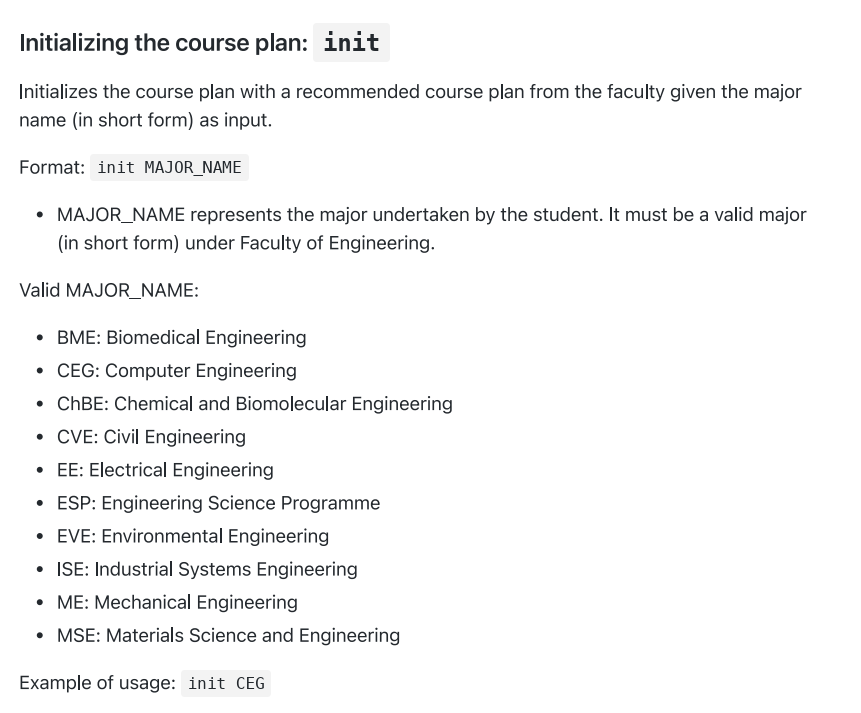 Initializing the course plan: init
Initializes the course plan with a recommended course plan from the faculty given the major
name (in short form) as input.
Format: init MAJOR_NAME
• MAJOR_NAME represents the major undertaken by the student. It must be a valid major
(in short form) under Faculty of Engineering.
Valid MAJOR_NAME:
• BME: Biomedical Engineering
• CEG: Computer Engineering
• ChBE: Chemical and Biomolecular Engineering
• CVE: Civil Engineering
• EE: Electrical Engineering
• ESP: Engineering Science Programme
• EVE: Environmental Engineering
• ISE: Industrial Systems Engineering
• ME: Mechanical Engineering
• MSE: Materials Science and Engineering
Example of usage: init CEG